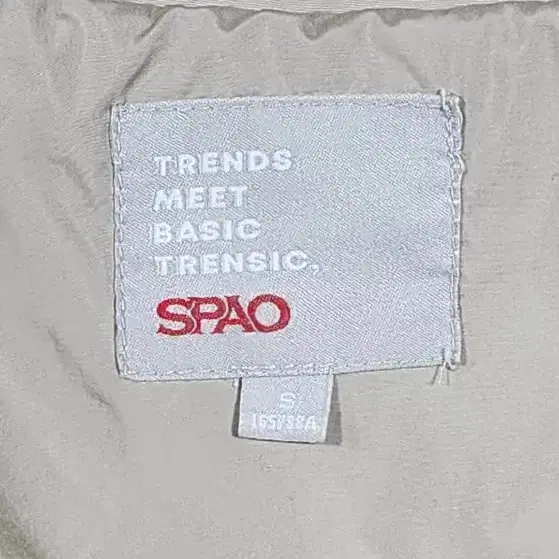 TRENDS
MEET
BASIC
TRENSIC,
SPAO
S
165/88A